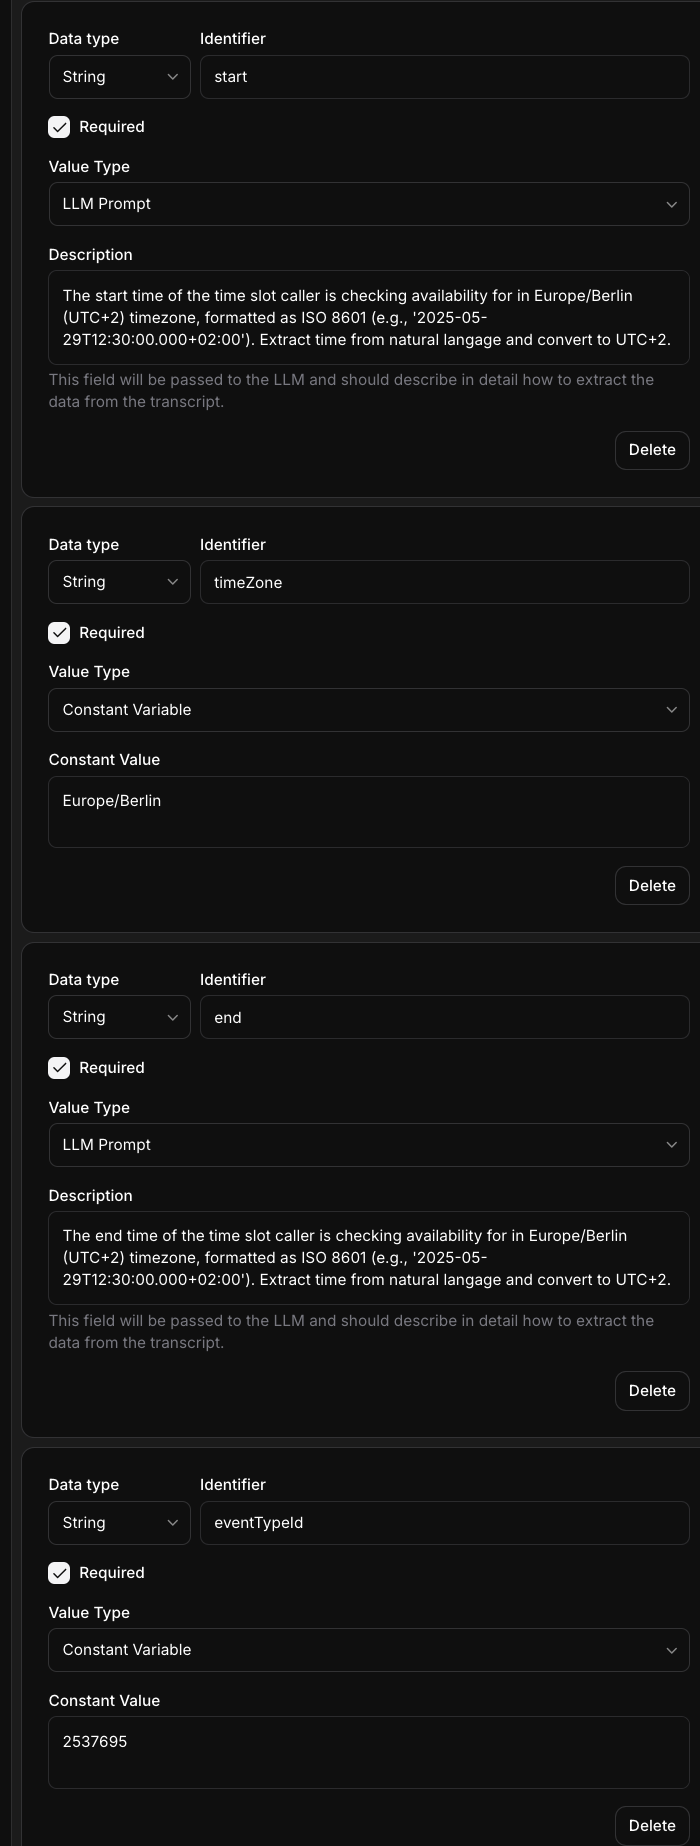 Data type Identifier
String start
Required
Value Type
LLM Prompt
Description
The start time of the time slot caller is checking availability for in Europe/Berlin
(UTC+2) timezone, formatted as ISO 8601 (e.g., '2025-05-
29T12:30:00.000+02:00'). Extract time from natural langage and convert to UTC+2.
This field will be passed to the LLM and should describe in detail how to extract the
data from the transcript.
Delete
Data type Identifier
String timeZone
Required
Value Type
Constant Variable
Constant Value
Europe/Berlin
Delete
Data type Identifier
String end
Required
Value Type
LLM Prompt
Description
The end time of the time slot caller is checking availability for in Europe/Berlin
(UTC+2) timezone, formatted as ISO 8601 (e.g., '2025-05-
29T12:30:00.000+02:00'). Extract time from natural langage and convert to UTC+2.
This field will be passed to the LLM and should describe in detail how to extract the
data from the transcript.
Delete
Data type Identifier
String eventTypeId
Required
Value Type
Constant Variable
Constant Value
2537695
Delete